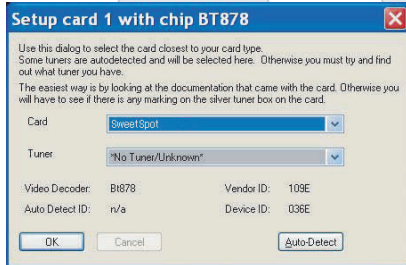 Setup card 1 with chip BT878
Use this dialog to select the card closest to your card type.
Some tuners are autodetected and will be selected here. Otherwise you must try and find
out what tuner you have.
The easiest way is by looking at the documentation that came with the card. Otherwise you
will have to see if there is any marking on the silver tuner box on the card.
Card
SweetSpot
Tuner
"No Tuner/Unknown"
Video Decoder: Bt878 Vendor ID: 109E
Auto Detect ID: n/a Device ID: 036E
OK Cancel Auto-Detect